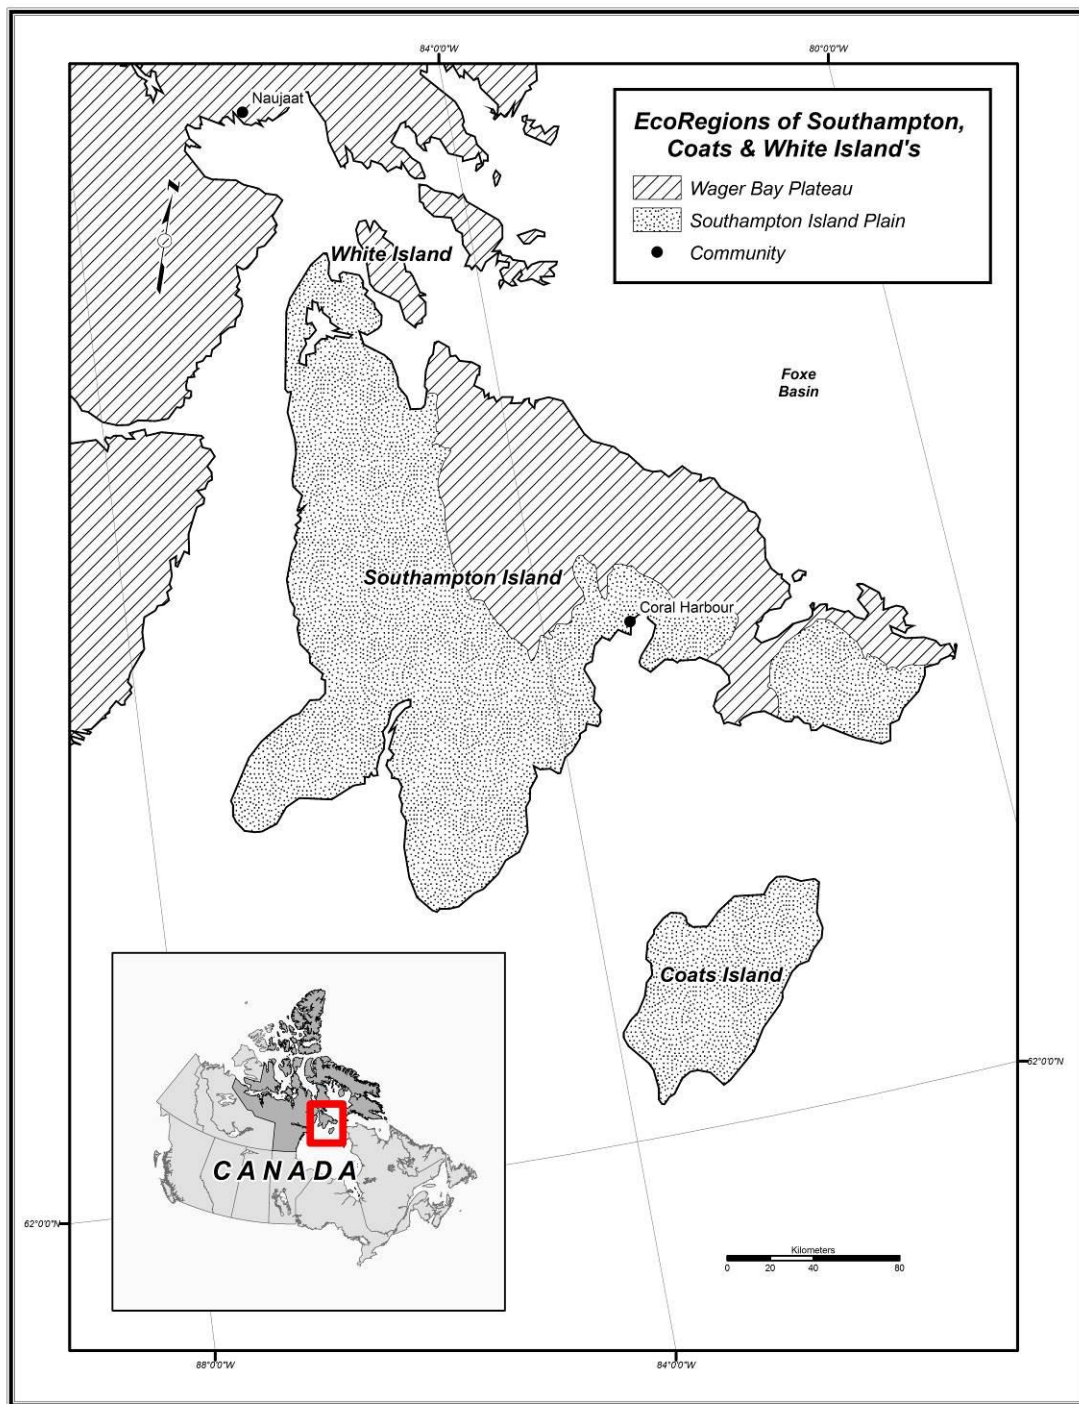 84°0'0"W
80°0'0"W
Naujaat
EcoRegions of Southampton,
Coats & White Island's
Wager Bay Plateau
Southampton Island Plain
Community
N
White Island
Foxe
Basin
Southampton Island
Coral Harbour
Coats Island
62°0'0"N
CANADA
62°0'0"N
Kilometers
0 20 40 80
88°0'0"W
84°0'0"W